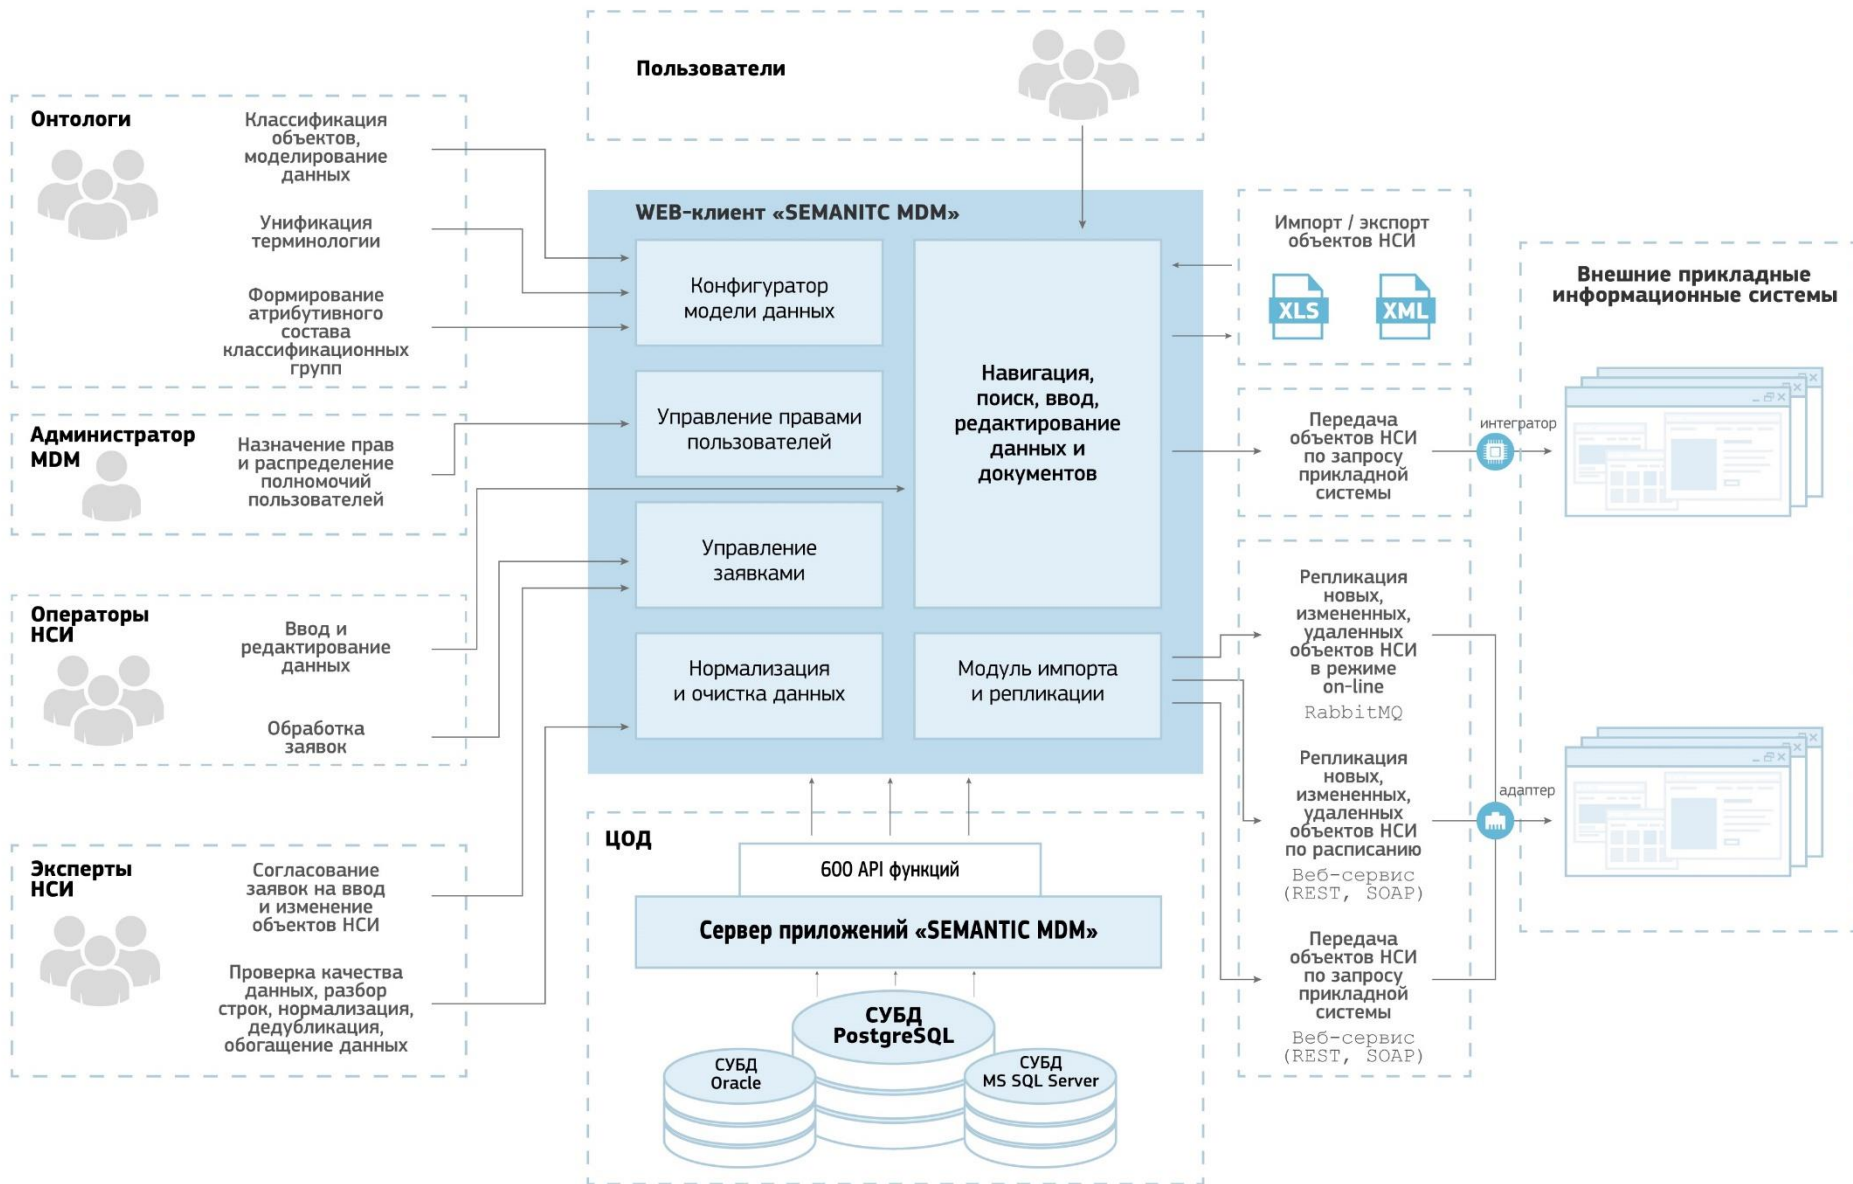 Пользователи
Онтологи
Классификация
объектов,
моделирование
данных
Унификация
терминологии
Формирование
атрибутивного
состава
классификационных
групп
Администратор
MDM
Назначение прав
и распределение
полномочий
пользователей
Операторы
НСИ
Ввод и
редактирование
данных
Обработка
заявок
Эксперты
НСИ
Согласование
заявок на ввод
и изменение
объектов НСИ
Проверка качества
данных, разбор
строк, нормализация,
дедубликация,
обогащение данных
WEB-клиент «SEMANITC MDM»
Конфигуратор
модели данных
Управление правами
пользователей
Управление
заявками
Нормализация
и очистка данных
Навигация,
поиск, ввод,
редактирование
данных и
документов
Модуль импорта
и репликации
ЦОД
600 API функций
Сервер приложений «SEMANTIC MDM»
СУБД
PostgreSQL
СУБД
Oracle
СУБД
MS SQL Server
Импорт / экспорт
объектов НСИ
XLS
XML
Передача
объектов НСИ
по запросу
прикладной
системы
интегратор
Репликация
новых,
измененных,
удаленных
объектов НСИ
в режиме
on-line
RabbitMQ
Репликация
новых,
измененных,
удаленных
объектов НСИ
по расписанию
Веб-сервис
(REST, SOAP)
адаптер
Передача
объектов НСИ
по запросу
прикладной
системы
Веб-сервис
(REST, SOAP)
Внешние прикладные
информационные системы